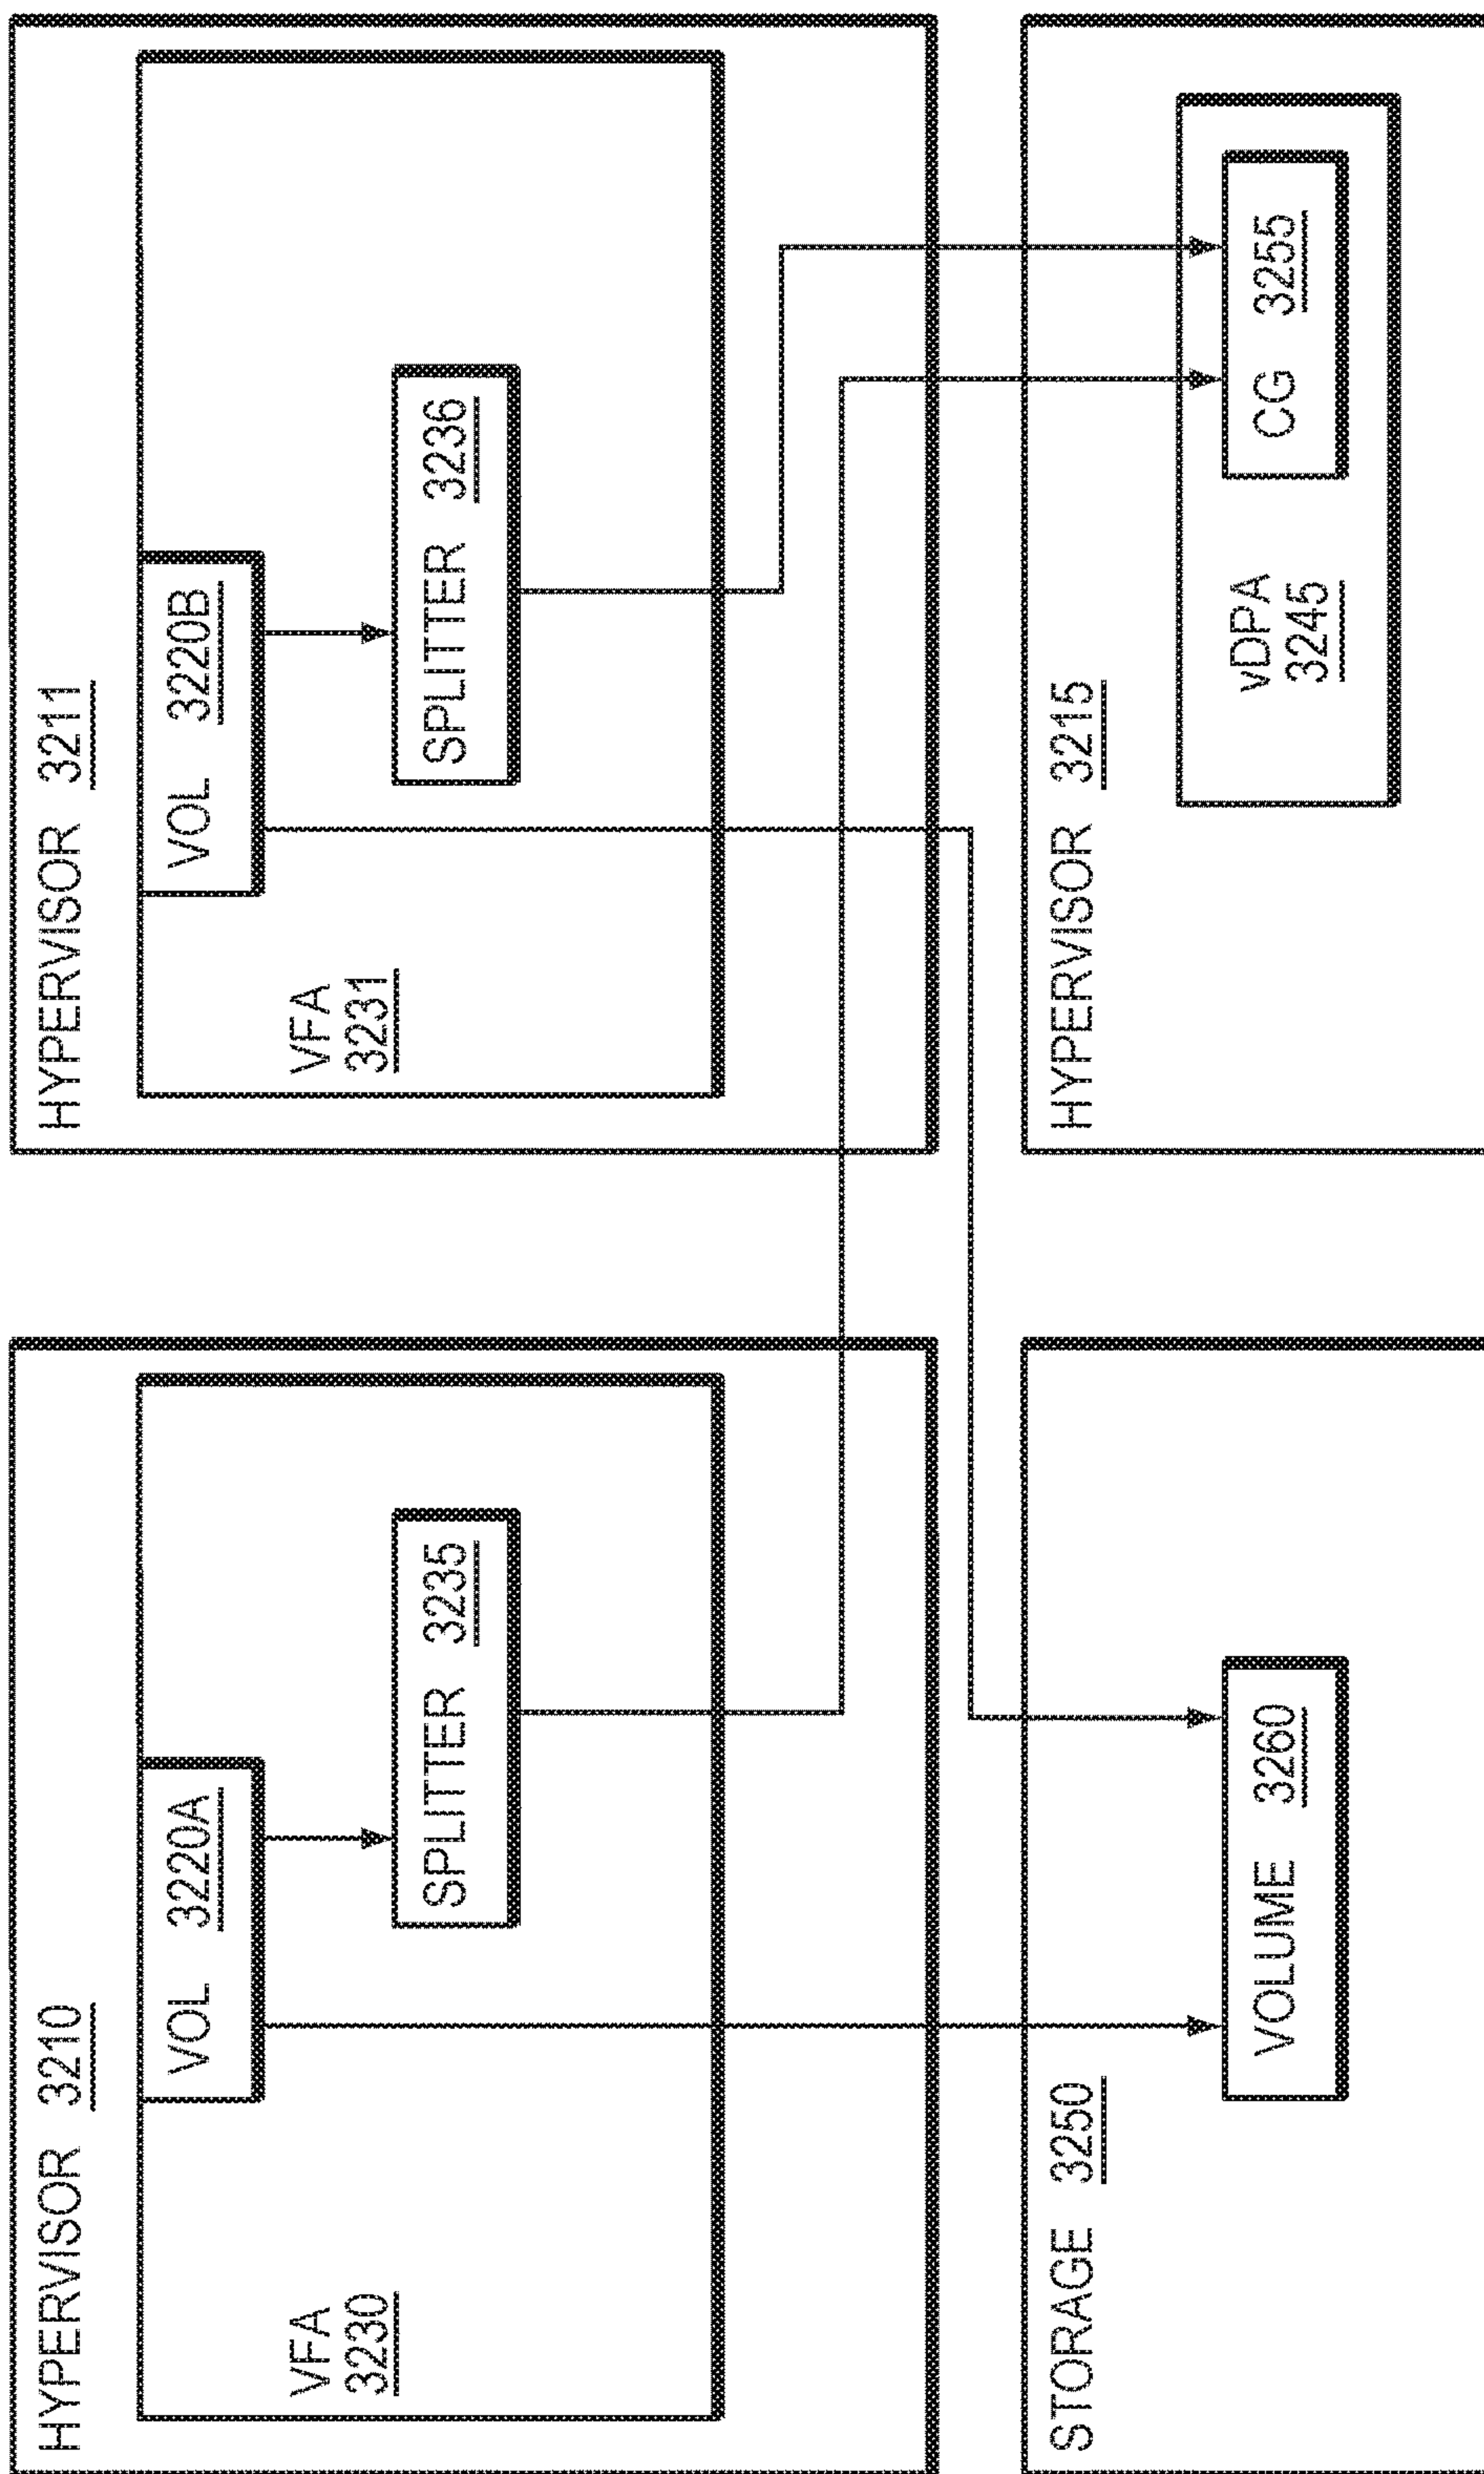 HYPERVISOR 3210
VOL 3220A
VFA
3230
SPLITTER 3235
HYPERVISOR 3211
VOL 3220B
VFA
3231
SPLITTER 3236
STORAGE 3250
VOLUME 3260
HYPERVISOR 3215
vDPA
3245
CG 3255